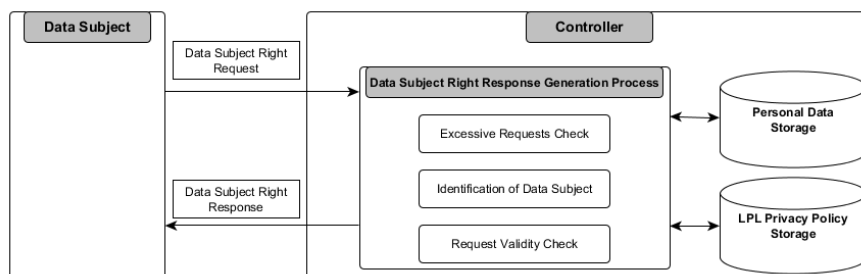 Data Subject
Controller
Data Subject Right
Request
Data Subject Right Response Generation Process
Excessive Requests Check
Personal Data
Storage
Identification of Data Subject
Data Subject Right
Response
LPL Privacy Policy
Storage
Request Validity Check